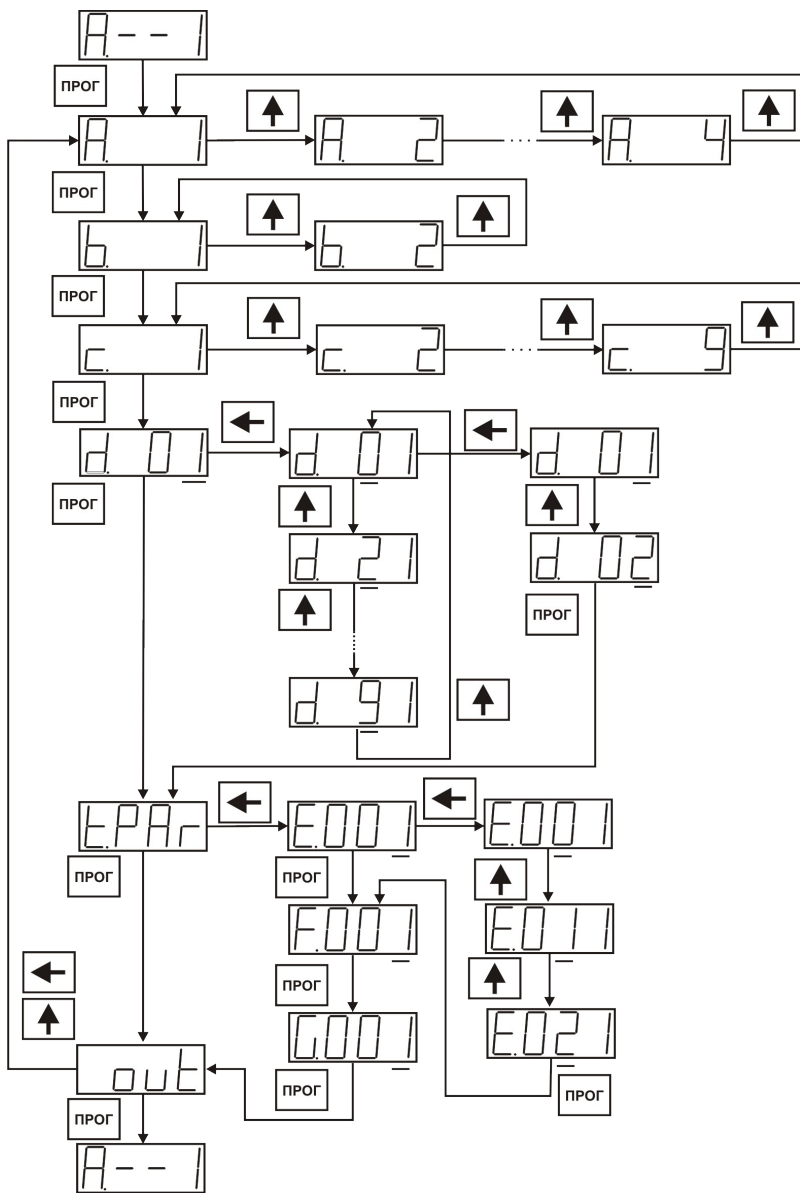 A.--1
ПРОГ
A. 1
A. 2
...
A. 4
ПРОГ
b. 1
b. 2
ПРОГ
c. 1
c. 2
...
c. 9
ПРОГ
d. 01
d. 01
d. 01
ПРОГ
d. 21
d. 02
ПРОГ
d. 91
t.PAr
E.001
E.001
ПРОГ
ПРОГ
F.001
E.011
ПРОГ
G.001
E.021
out
ПРОГ
ПРОГ
ПРОГ
A.--1